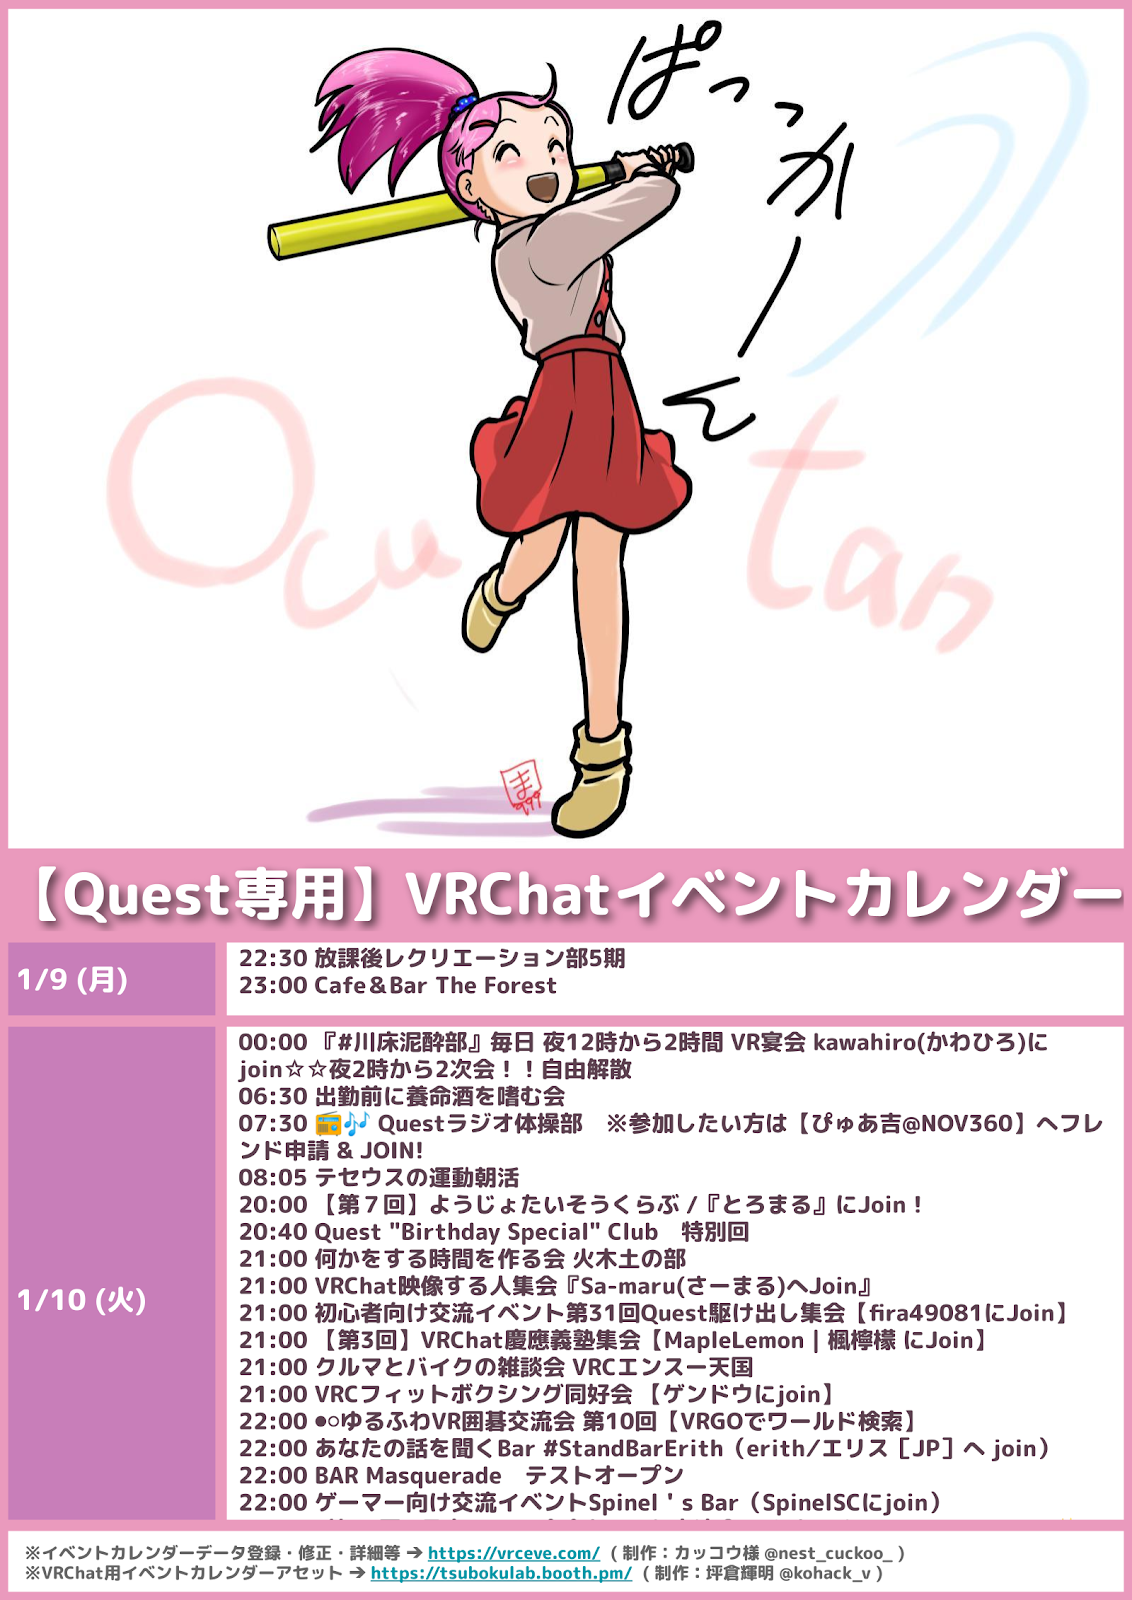 ぱっっかーん
Ocu tan
ま
999
【Quest専用】VRChatイベントカレンダー
1/9 (月)
22:30 放課後レクリエーション部5期
23:00 Cafe＆Bar The Forest
1/10 (火)
00:00 『#川床泥酔部』毎日 夜12時から2時間 VR宴会 kawahiro(かわひろ)に
join☆☆夜2時から2次会！！自由解散
06:30 出勤前に養命酒を嗜む会
07:30 📻🎶 Questラジオ体操部　※参加したい方は【ぴゅあ吉@NOV360】へフレ
ンド申請 & JOIN!
08:05 テセウスの運動朝活
20:00 【第７回】ようじょたいそうくらぶ /『とろまる』にJoin！
20:40 Quest "Birthday Special" Club　特別回
21:00 何かをする時間を作る会 火木土の部
21:00 VRChat映像する人集会『Sa-maru(さーまる)へJoin』
21:00 初心者向け交流イベント第31回Quest駆け出し集会【fira49081にJoin】
21:00 【第3回】VRChat慶應義塾集会【MapleLemon | 楓檸檬 にJoin】
21:00 クルマとバイクの雑談会 VRCエンスー天国
21:00 VRCフィットボクシング同好会 【ゲンドウにjoin】
22:00 ●○ゆるふわVR囲碁交流会 第10回【VRGOでワールド検索】
22:00 あなたの話を聞くBar #StandBarErith（erith/エリス［JP］へ join）
22:00 BAR Masquerade　テストオープン
22:00 ゲーマー向け交流イベントSpinel＇s Bar（SpinelSCにjoin）
※イベントカレンダーデータ登録・修正・詳細等 → https://vrceve.com/ ( 制作：カッコウ様 @nest_cuckoo_ )
※VRChat用イベントカレンダーアセット → https://tsubokulab.booth.pm/ ( 制作：坪倉輝明 @kohack_v )